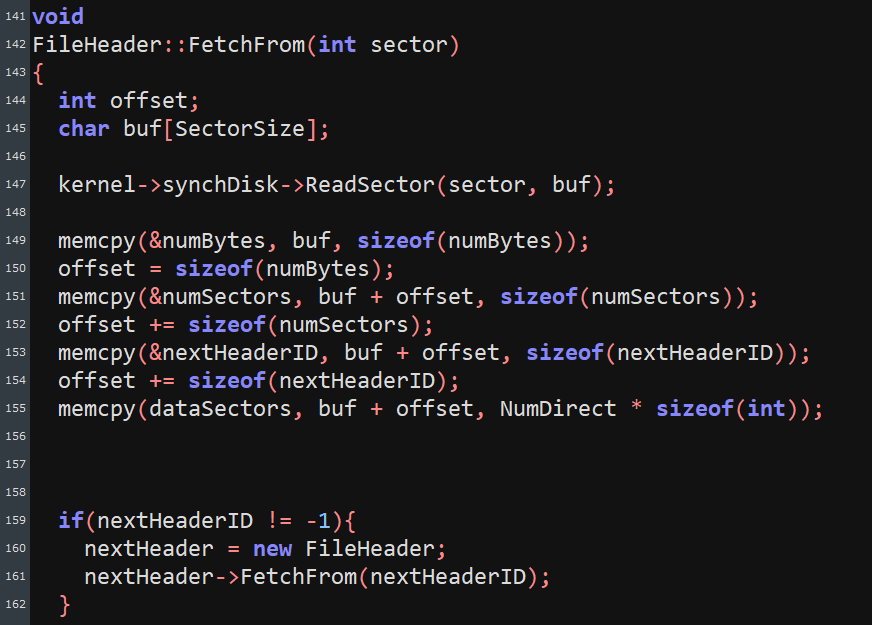 141 void
142 FileHeader::FetchFrom(int sector)
143 {
144   int offset;
145   char buf[SectorSize];
146
147   kernel->synchDisk->ReadSector(sector, buf);
148
149   memcpy(&numBytes, buf, sizeof(numBytes));
150   offset = sizeof(numBytes);
151   memcpy(&numSectors, buf + offset, sizeof(numSectors));
152   offset += sizeof(numSectors);
153   memcpy(&nextHeaderID, buf + offset, sizeof(nextHeaderID));
154   offset += sizeof(nextHeaderID);
155   memcpy(dataSectors, buf + offset, NumDirect * sizeof(int));
156
157
158
159   if(nextHeaderID != -1){
160     nextHeader = new FileHeader;
161     nextHeader->FetchFrom(nextHeaderID);
162   }